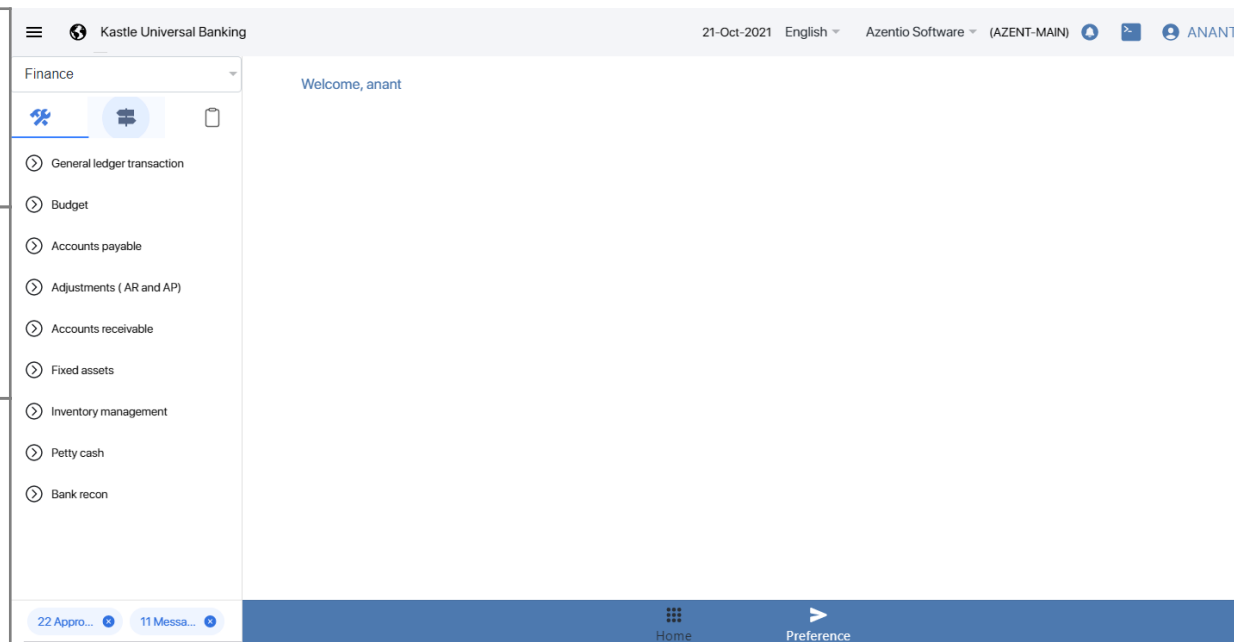 Kastle Universal Banking 21-Oct-2021 English Azentio Software (AZENT-MAIN) ANANT
Finance
Welcome, anant
General ledger transaction
Budget
Accounts payable
Adjustments ( AR and AP)
Accounts receivable
Fixed assets
Inventory management
Petty cash
Bank recon
22 Appro... 11 Messa...
Home Preference